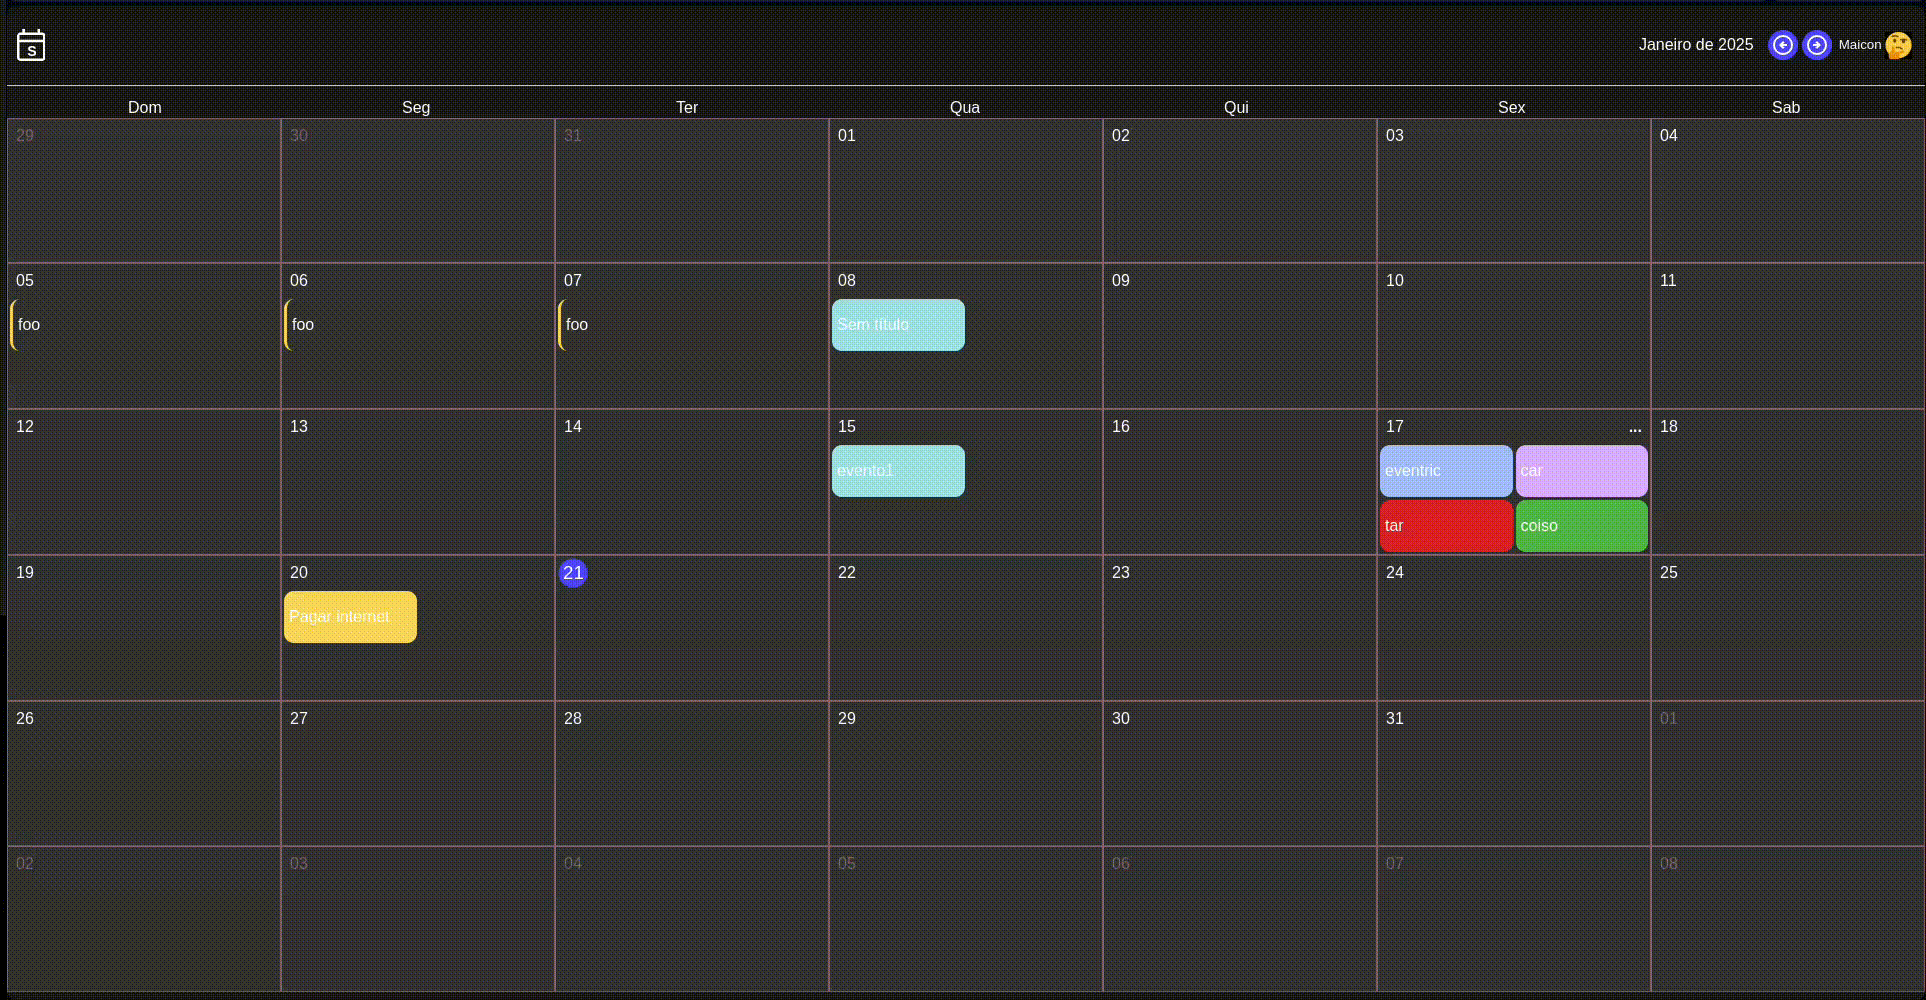 S
Janeiro de 2025 Maicon
Dom Seg Ter Qua Qui Sex Sab
29 30 31 01 02 03 04
05 06 07 08 09 10 11
foo foo foo Sem título
12 13 14 15 16 17 ... 18
evento1 eventric car
tar coiso
19 20 21 22 23 24 25
Pagar internet
26 27 28 29 30 31 01
02 03 04 05 06 07 08